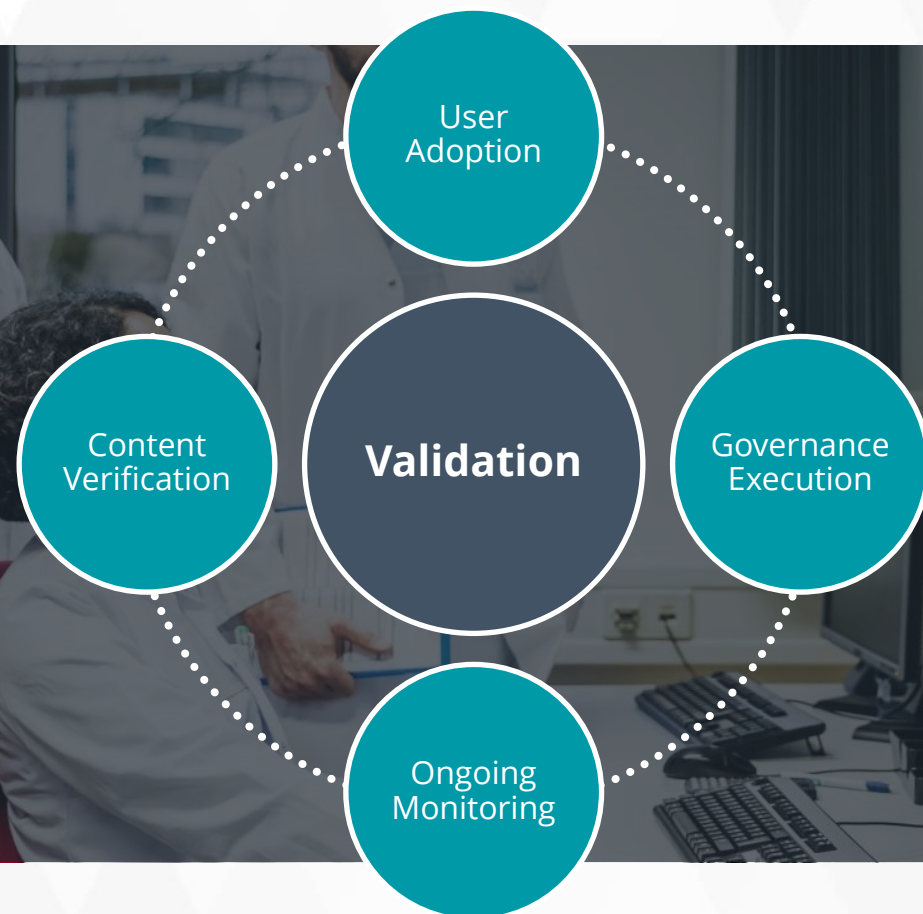 User
Adoption
Content
Verification
Validation
Governance
Execution
Ongoing
Monitoring